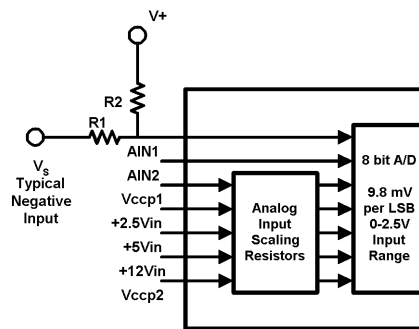 V+
R2
R1
Vs
Typical
Negative
Input
AIN1
AIN2
Vccp1
+2.5Vin
+5Vin
+12Vin
Vccp2
Analog
Input
Scaling
Resistors
8 bit A/D
9.8 mV
per LSB
0-2.5V
Input
Range